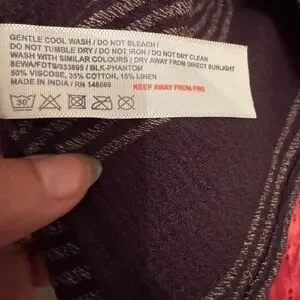 GENTLE COOL WASH / DO NOT BLEACH /
DO NOT TUMBLE DRY / DO NOT IRON / DO NOT DRY CLEAN
WASH WITH SIMILAR COLOURS / DRY AWAY FROM DIRECT SUNLIGHT
8EWA/FDTS/933895 / BLK-PHANTOM
50% VISCOSE, 35% COTTON, 15% LINEN
MADE IN INDIA / RN 148869
KEEP AWAY FROM FIRE
30°